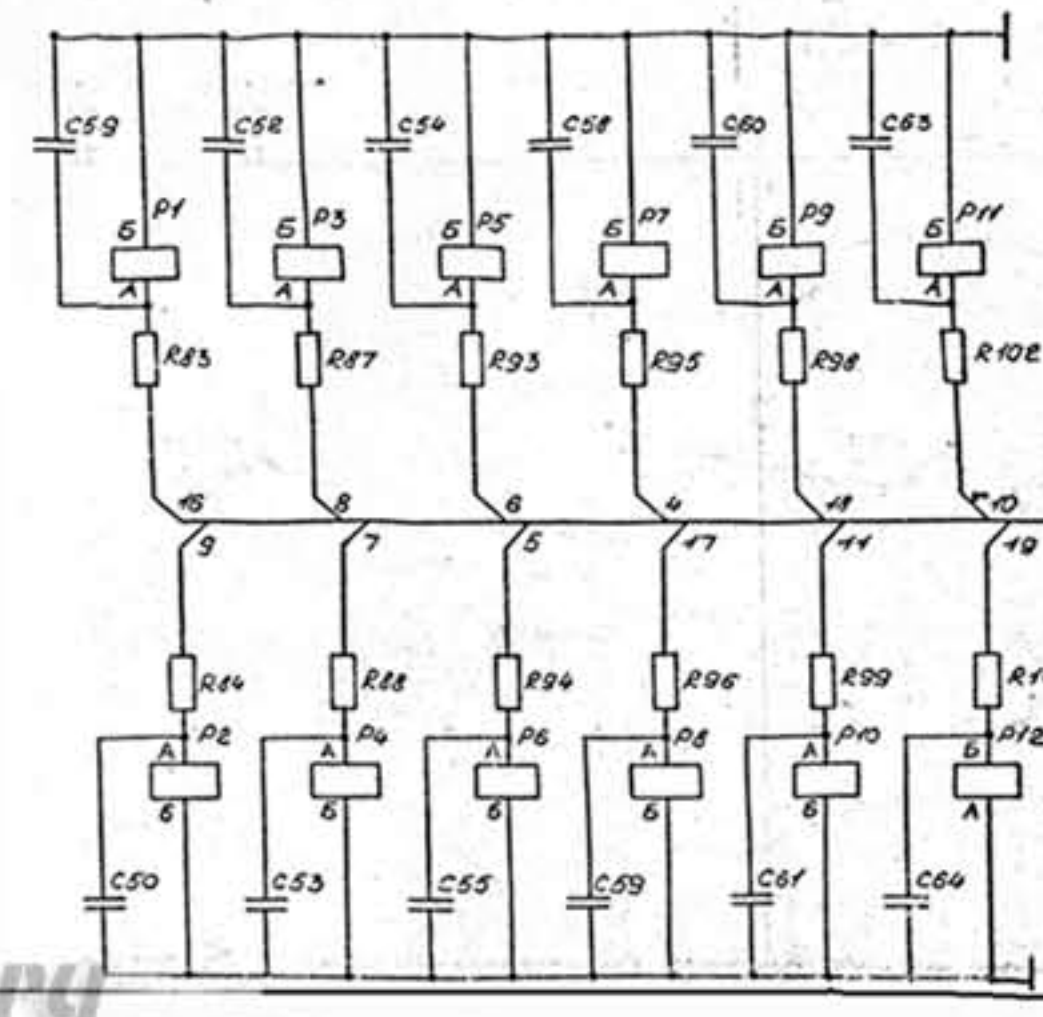 C59 C52 C54 C58 C60 C63
P1 P3 P5 P7 P9 P11
Б Б Б Б Б Б
А А А А А А
R83 R87 R93 R95 R98 R102
16 8 6 4 18 10
9 7 5 17 11 19
R84 R88 R94 R96 R99
P2 P4 P6 P8 P10 P12
А А А А А Б
Б Б Б Б Б А
C50 C53 C55 C59 C61 C64